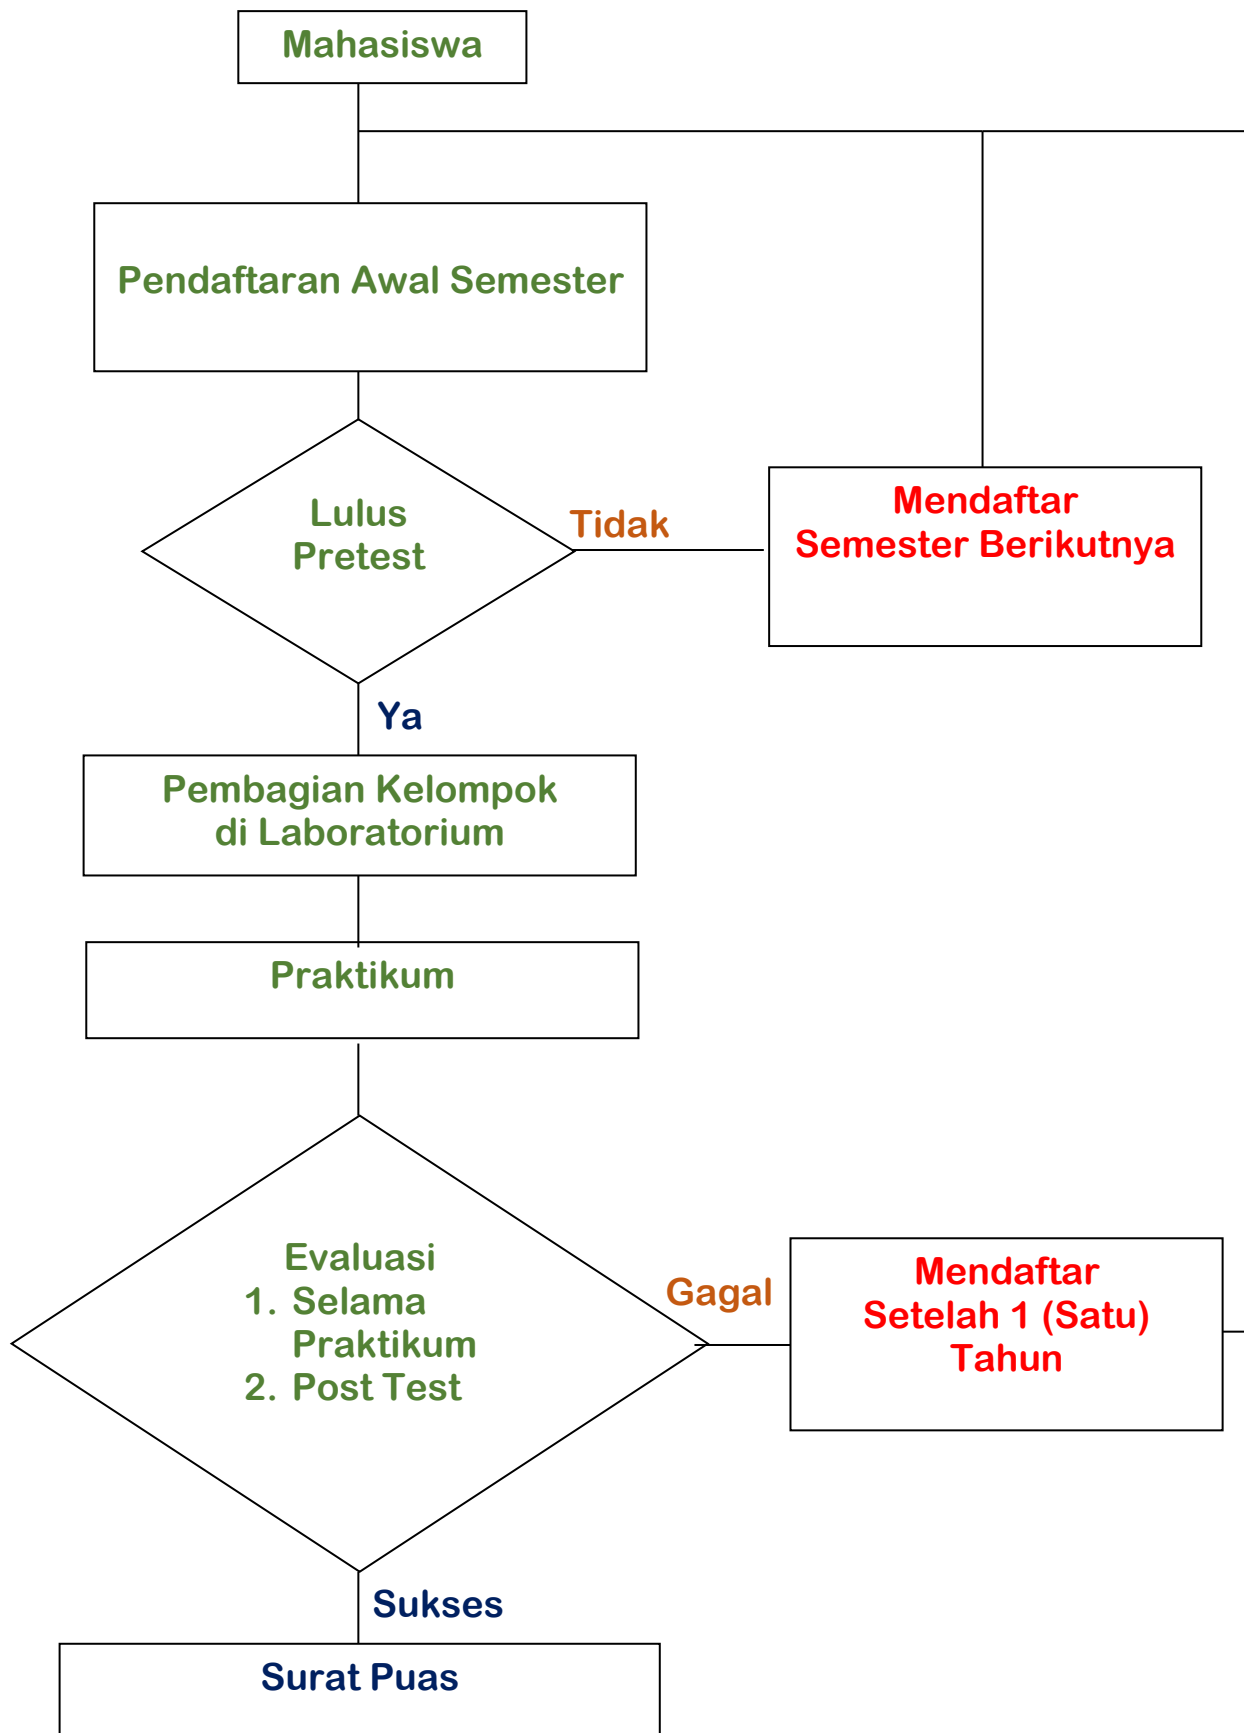 Mahasiswa
Pendaftaran Awal Semester
Lulus
Pretest
Tidak
Mendaftar
Semester Berikutnya
Ya
Pembagian Kelompok
di Laboratorium
Praktikum
Evaluasi
1. Selama
Praktikum
2. Post Test
Gagal
Mendaftar
Setelah 1 (Satu)
Tahun
Sukses
Surat Puas